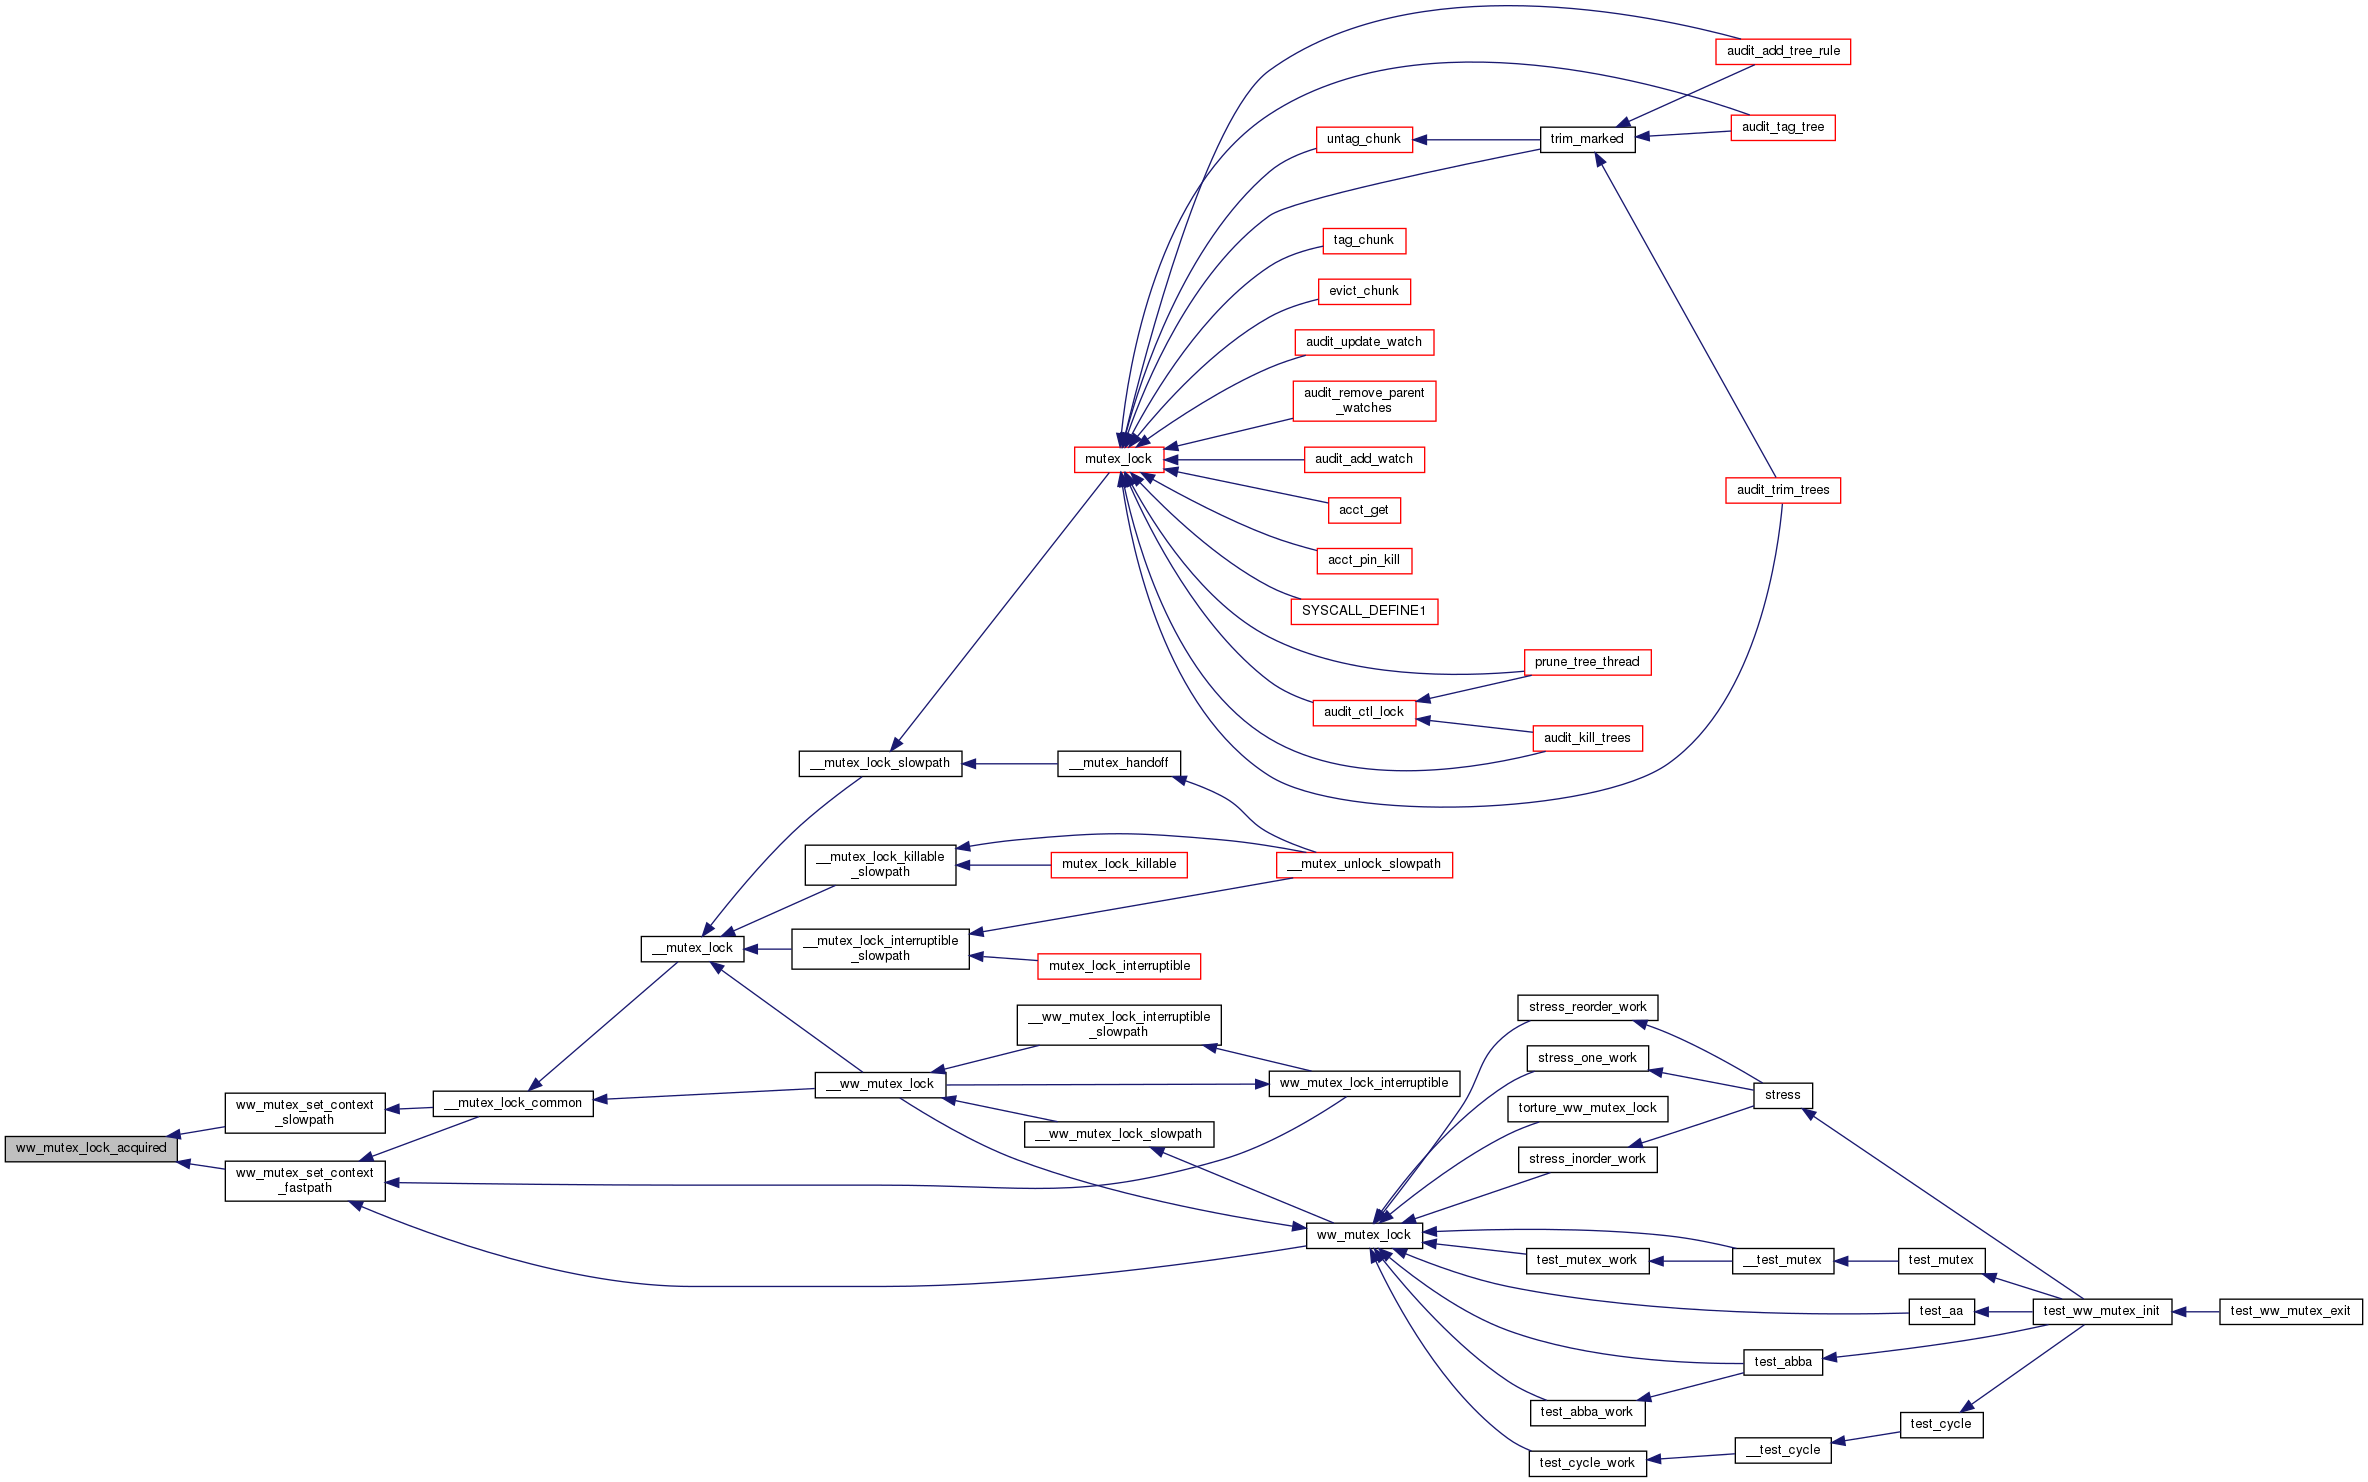 audit_add_tree_rule
audit_tag_tree
untag_chunk
trim_marked
tag_chunk
evict_chunk
audit_update_watch
audit_remove_parent
_watches
mutex_lock
audit_add_watch
audit_trim_trees
acct_get
acct_pin_kill
SYSCALL_DEFINE1
prune_tree_thread
audit_ctl_lock
audit_kill_trees
__mutex_lock_slowpath
__mutex_handoff
__mutex_lock_killable
_slowpath
mutex_lock_killable
__mutex_unlock_slowpath
__mutex_lock
__mutex_lock_interruptible
_slowpath
mutex_lock_interruptible
stress_reorder_work
__ww_mutex_lock_interruptible
_slowpath
stress_one_work
__ww_mutex_lock
ww_mutex_lock_interruptible
stress
ww_mutex_set_context
_slowpath
__mutex_lock_common
torture_ww_mutex_lock
__ww_mutex_lock_slowpath
ww_mutex_lock_acquired
stress_inorder_work
ww_mutex_set_context
_fastpath
ww_mutex_lock
test_mutex_work
__test_mutex
test_mutex
test_aa
test_ww_mutex_init
test_ww_mutex_exit
test_abba
test_abba_work
test_cycle
__test_cycle
test_cycle_work